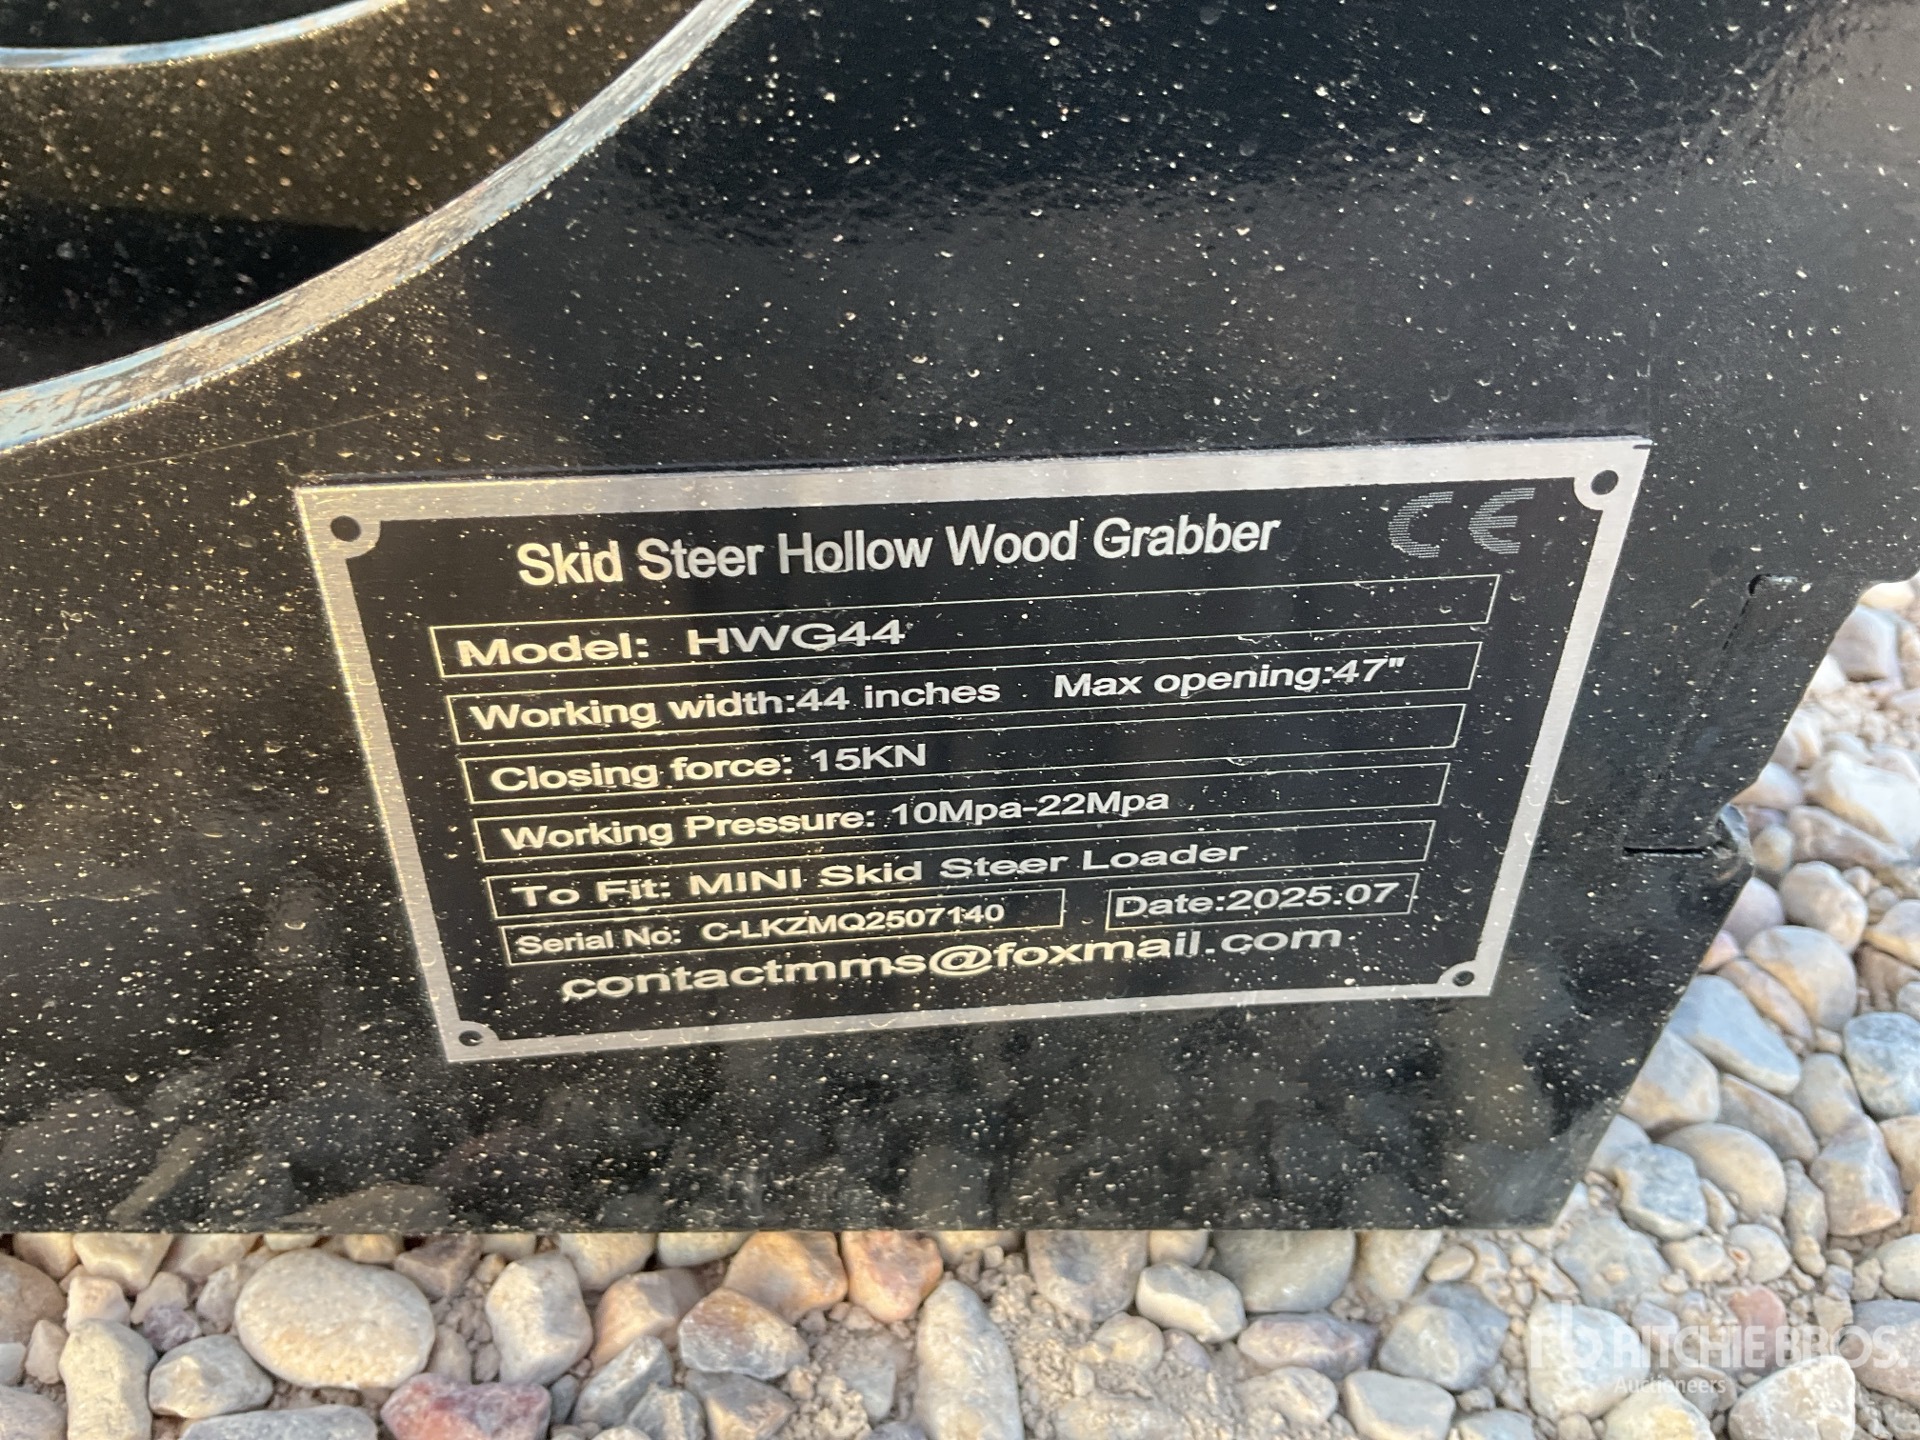 CE
Skid Steer Hollow Wood Grabber
Model: HWG44
Working width:44 inches Max opening:47"
Closing force: 15KN
Working Pressure: 10Mpa-22Mpa
To Fit: MINI Skid Steer Loader
Serial No: C-LKZMQ2507140 Date:2025.07
contactmms@foxmail.com
rb RITCHIE BROS.
Auctioneers